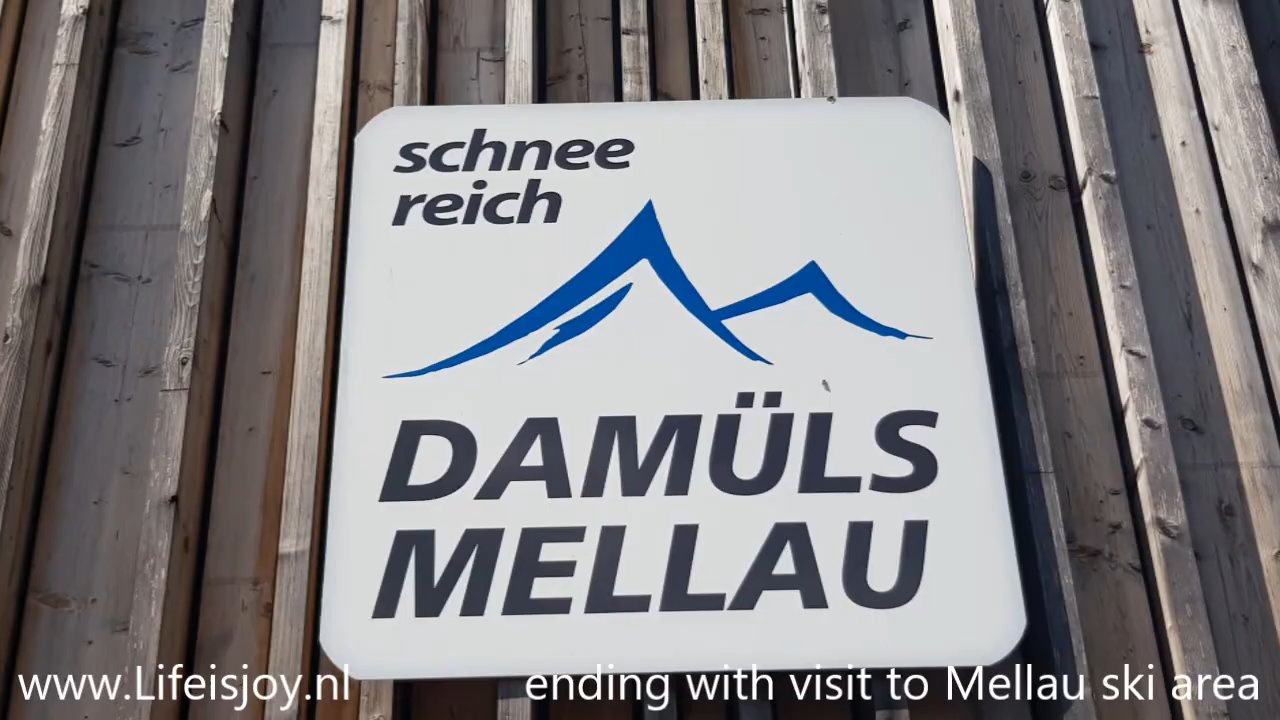 schnee
reich
DAMÜLS
MELLAU
www.Lifeisjoy.nl
ending with visit to Mellau ski area